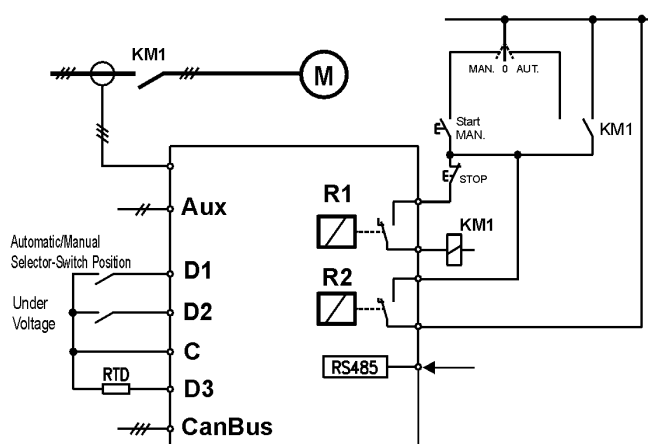 KM1
M
MAN. 0 AUT.
Start
MAN.
KM1
STOP
Aux
R1
KM1
Automatic/Manual
Selector-Switch Position
D1
R2
Under
Voltage
D2
C
RTD
D3
RS485
CanBus